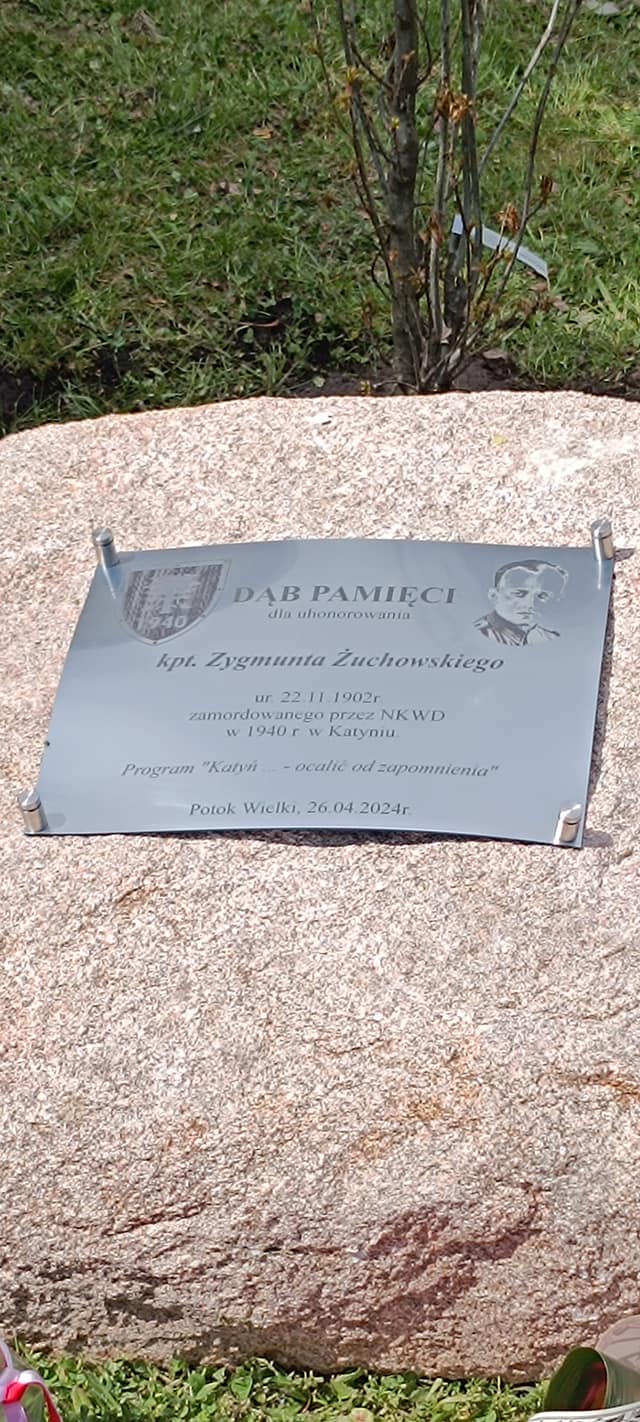 DĄB PAMIĘCI
dla uhonorowania
kpt. Zygmunta Żuchowskiego
ur. 22.11.1902r.
zamordowanego przez NKWD
w 1940 r. w Katyniu.
Program "Katyń ... - ocalić od zapomnienia"
Potok Wielki, 26.04.2024r.